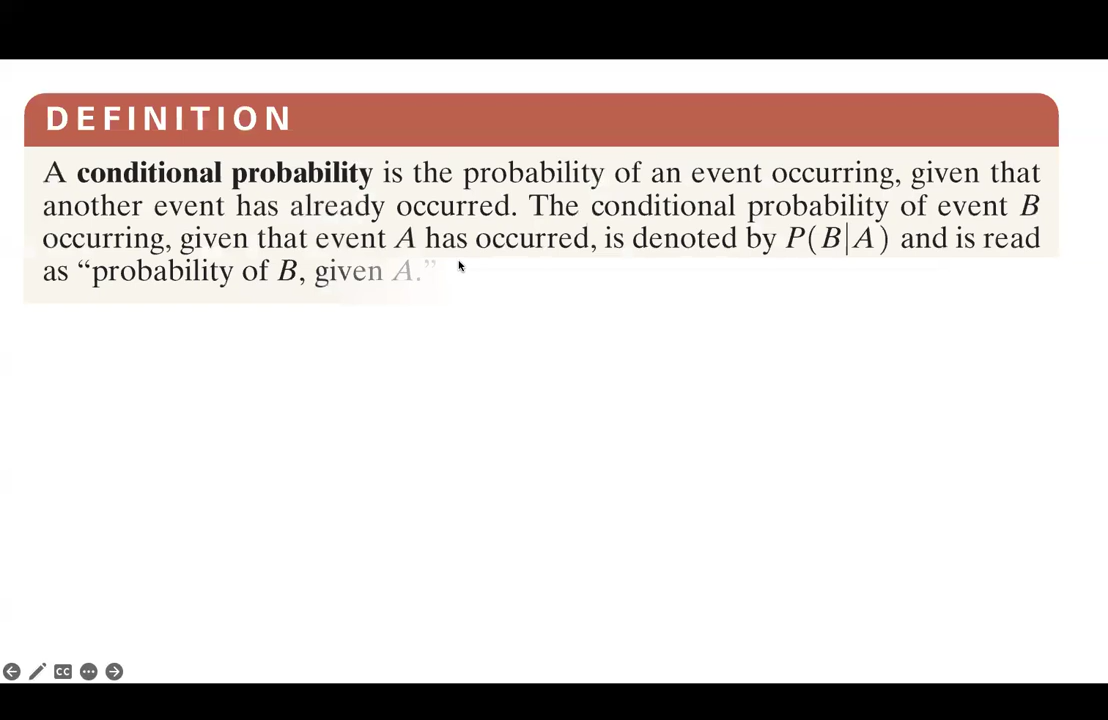 DEFINITION
A conditional probability is the probability of an event occurring, given that
another event has already occurred. The conditional probability of event B
occurring, given that event A has occurred, is denoted by P(B|A) and is read
as “probability of B, given A.”
CC